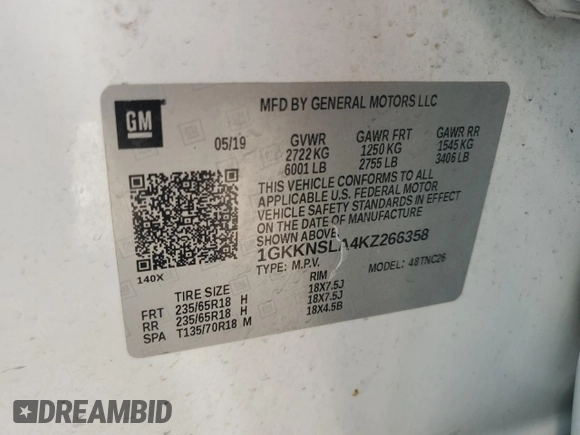 GM
MFD BY GENERAL MOTORS LLC
05/19 GVWR GAWR FRT GAWR RR
2722 KG 1250 KG 1545 KG
6001 LB 2755 LB 3406 LB
THIS VEHICLE CONFORMS TO ALL
APPLICABLE U.S. FEDERAL MOTOR
VEHICLE SAFETY STANDARDS IN EFFECT
ON THE DATE OF MANUFACTURE
SHOWN ABOVE.
1GKKNSLA4KZ266358
TYPE: M.P.V. MODEL: 48TNC26
140X
TIRE SIZE RIM
FRT 235/65R18 H 18X7.5J
RR 235/65R18 H 18X7.5J
SPA T135/70R18 M 18X4.5B
DREAMBID